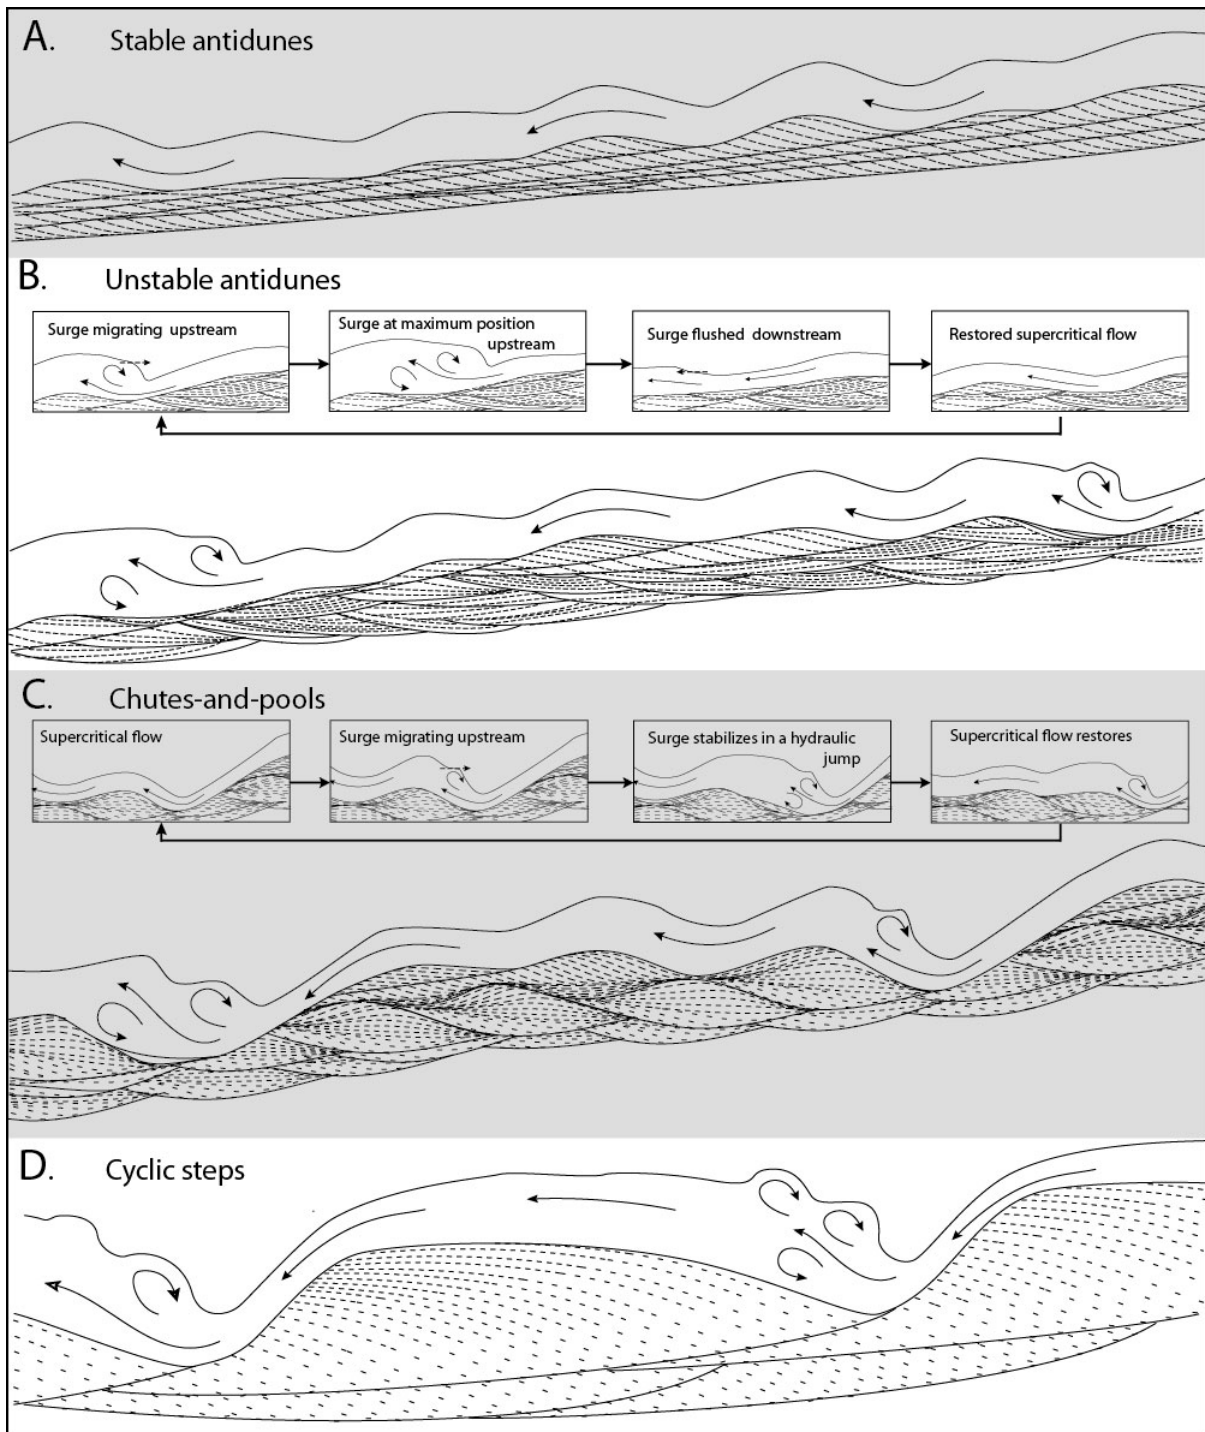 A. Stable antidunes
B. Unstable antidunes
Surge migrating upstream
Surge at maximum position
upstream
Surge flushed downstream
Restored supercritical flow
C. Chutes-and-pools
Supercritical flow
Surge migrating upstream
Surge stabilizes in a hydraulic
jump
Supercritical flow restores
D. Cyclic steps